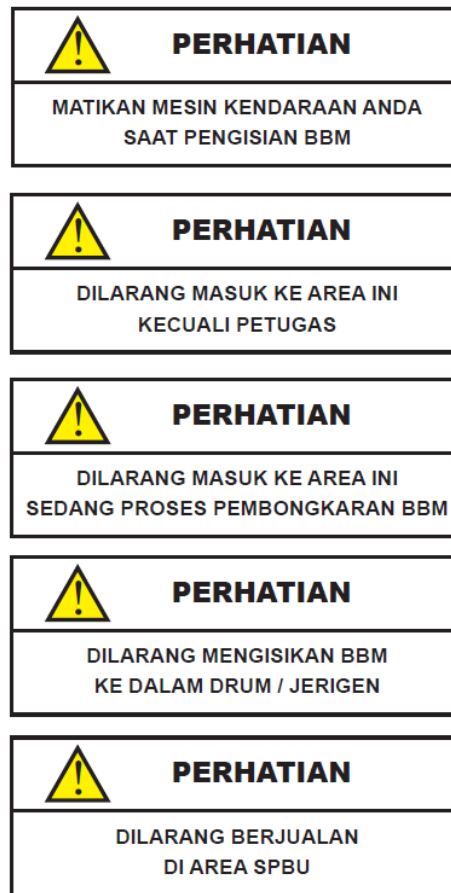 PERHATIAN
MATIKAN MESIN KENDARAAN ANDA
SAAT PENGISIAN BBM
PERHATIAN
DILARANG MASUK KE AREA INI
KECUALI PETUGAS
PERHATIAN
DILARANG MASUK KE AREA INI
SEDANG PROSES PEMBONGKARAN BBM
PERHATIAN
DILARANG MENGISIKAN BBM
KE DALAM DRUM / JERIGEN
PERHATIAN
DILARANG BERJUALAN
DI AREA SPBU